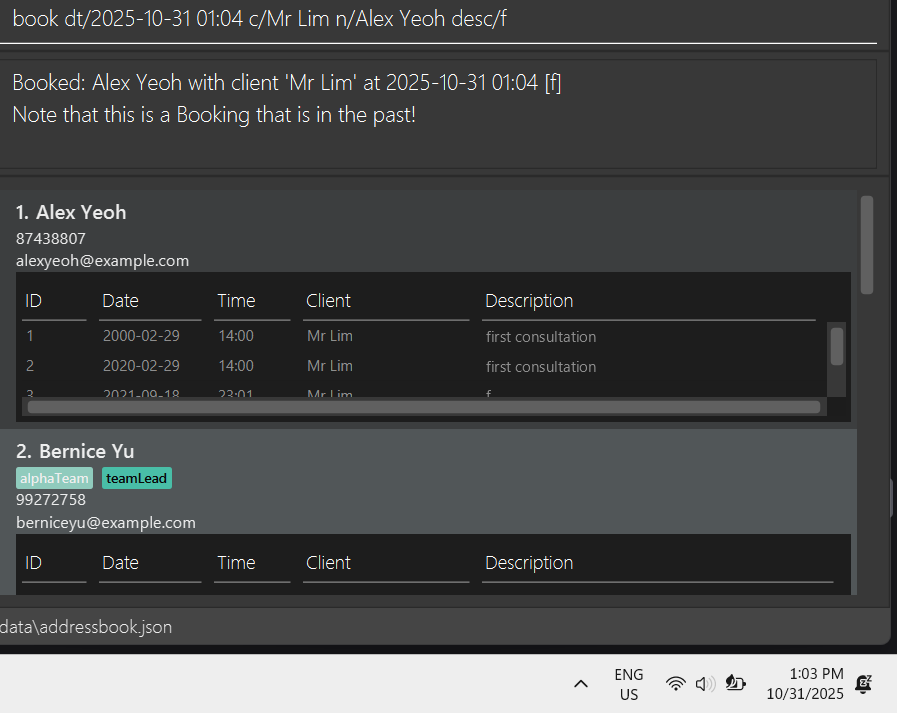 book dt/2025-10-31 01:04 c/Mr Lim n/Alex Yeoh desc/f
Booked: Alex Yeoh with client 'Mr Lim' at 2025-10-31 01:04 [f]
Note that this is a Booking that is in the past!
1. Alex Yeoh
87438807
alexyeoh@example.com
ID Date Time Client Description
1 2000-02-29 14:00 Mr Lim first consultation
2 2020-02-29 14:00 Mr Lim first consultation
3 2021-09-18 23:01 Mr Lim f
2. Bernice Yu
alphaTeam teamLead
99272758
berniceyu@example.com
ID Date Time Client Description
data\addressbook.json
ENG
US
1:03 PM
10/31/2025